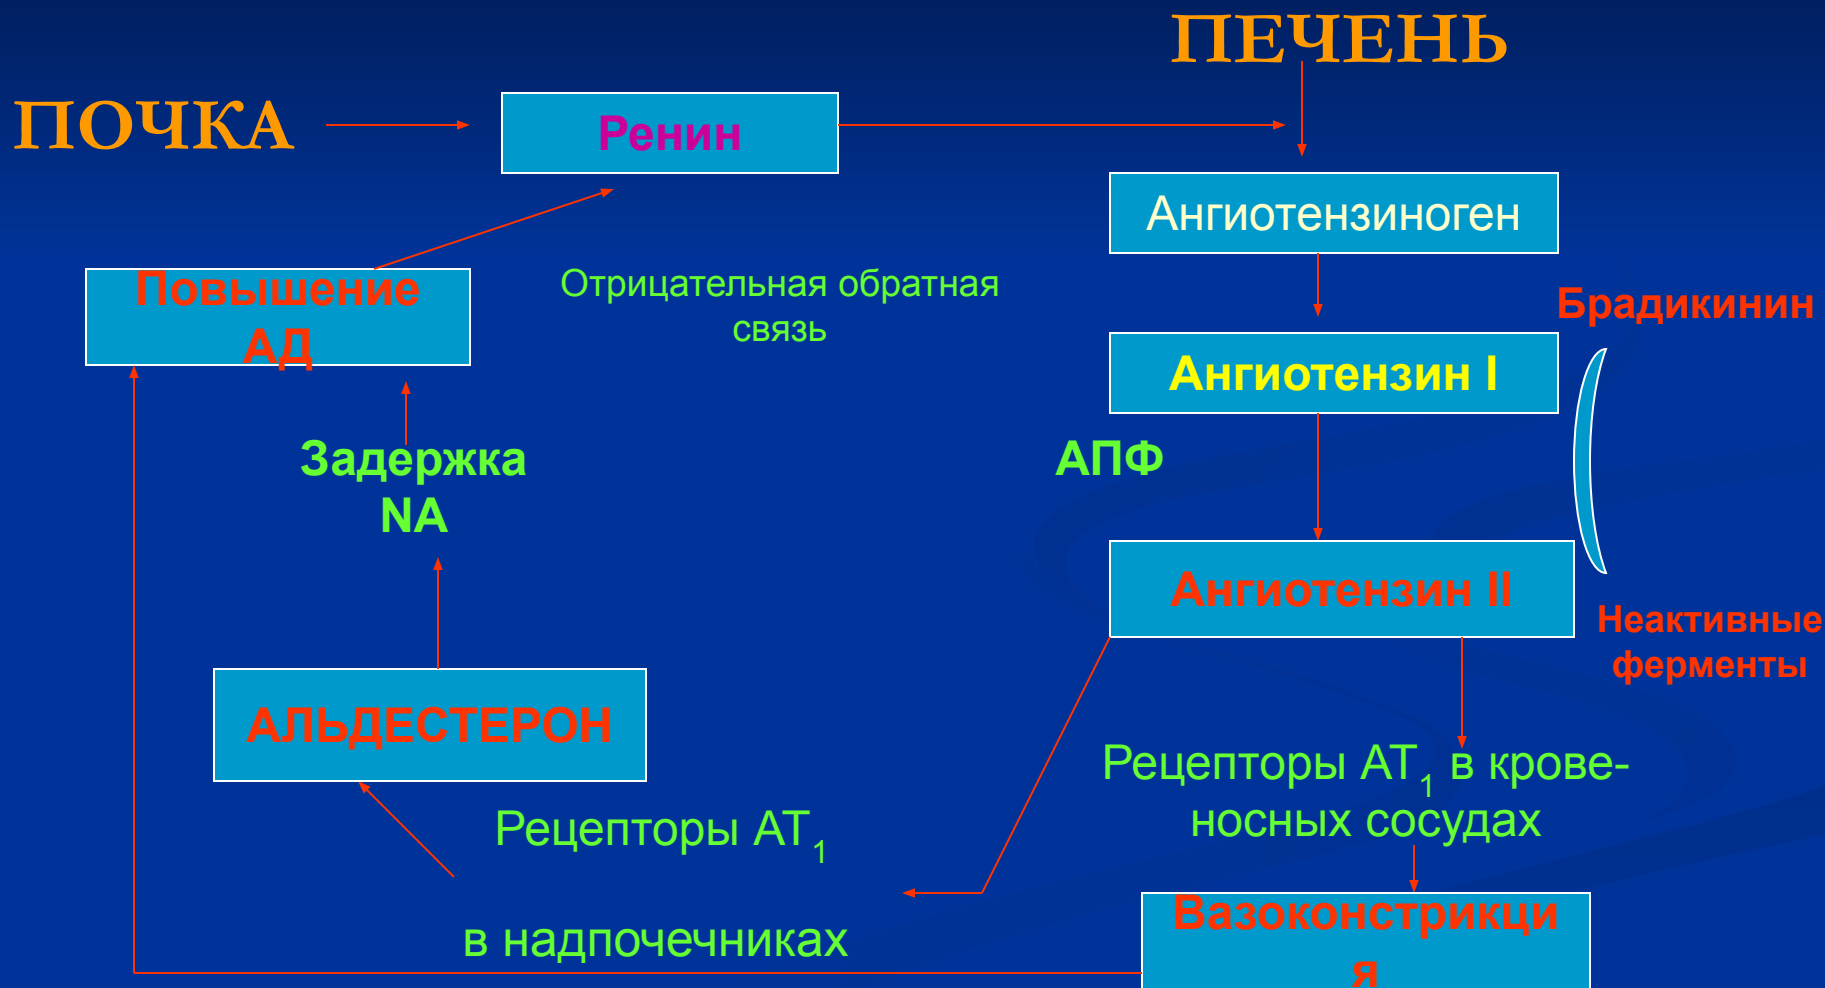 ПЕЧЕНЬ
ПОЧКА
Ренин
Ангиотензиноген
Повышение
АД
Отрицательная обратная
связь
Брадикинин
Ангиотензин I
Задержка
NA
АПФ
Ангиотензин II
Неактивные
ферменты
АЛЬДЕСТЕРОН
Рецепторы АТ1 в крове-
носных сосудах
Рецепторы АТ1
в надпочечниках
Вазоконстрикци
я